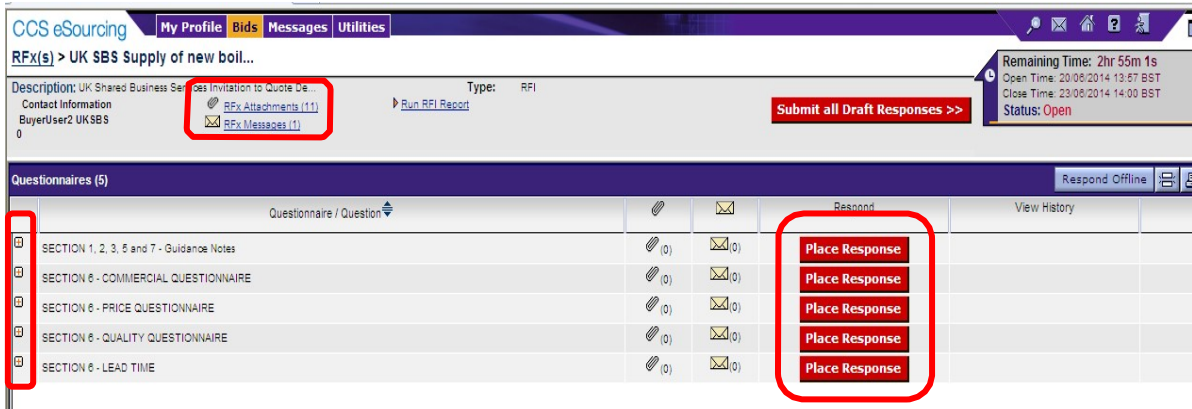 CCS eSourcing My Profile Bids Messages Utilities
RFx(s) > UK SBS Supply of new boil...
Remaining Time: 2hr 55m 1s
Open Time: 20/06/2014 13:57 BST
Close Time: 23/06/2014 14:00 BST
Status: Open
Description: UK Shared Business Services Invitation to Quote De... Type: RFI
Contact Information RFx Attachments (11) Run RFI Report
BuyerUser2 UKSBS RFx Messages (1)
0
Submit all Draft Responses >>
Questionnaires (5) Respond Offline
Questionnaire / Question Respond View History
SECTION 1, 2, 3, 5 and 7 - Guidance Notes (0) (0) Place Response
SECTION 6 - COMMERCIAL QUESTIONNAIRE (0) (0) Place Response
SECTION 6 - PRICE QUESTIONNAIRE (0) (0) Place Response
SECTION 6 - QUALITY QUESTIONNAIRE (0) (0) Place Response
SECTION 6 - LEAD TIME (0) (0) Place Response